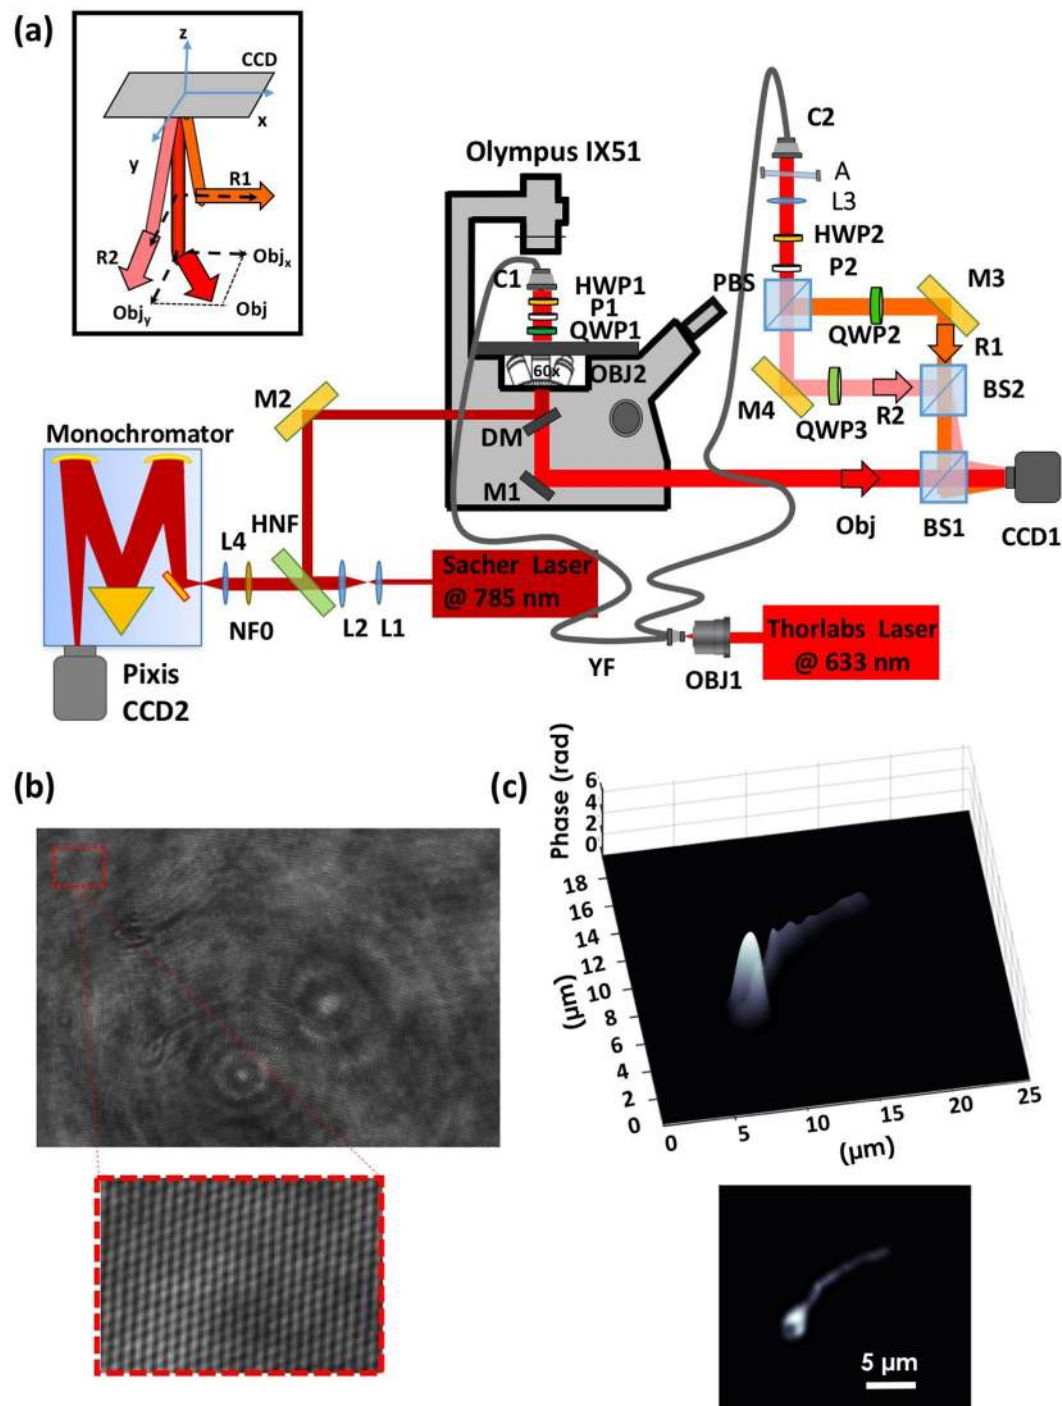 (a)
z
CCD
x
y
R1
R2
Objx
Objy
Obj
Olympus IX51
C1
HWP1
P1
QWP1
60x
OBJ2
C2
A
L3
HWP2
P2
PBS
M3
QWP2
R1
BS2
M4
QWP3
R2
M2
DM
M1
Obj
BS1
CCD1
Monochromator
HNF
L4
NF0
L2
L1
Sacher Laser
@ 785 nm
YF
OBJ1
Thorlabs Laser
@ 633 nm
Pixis
CCD2
(b)
(c)
Phase (rad)
6
4
2
0
18
16
14
12
10
8
6
4
2
0
(µm)
0
5
10
15
20
25
(µm)
5 µm